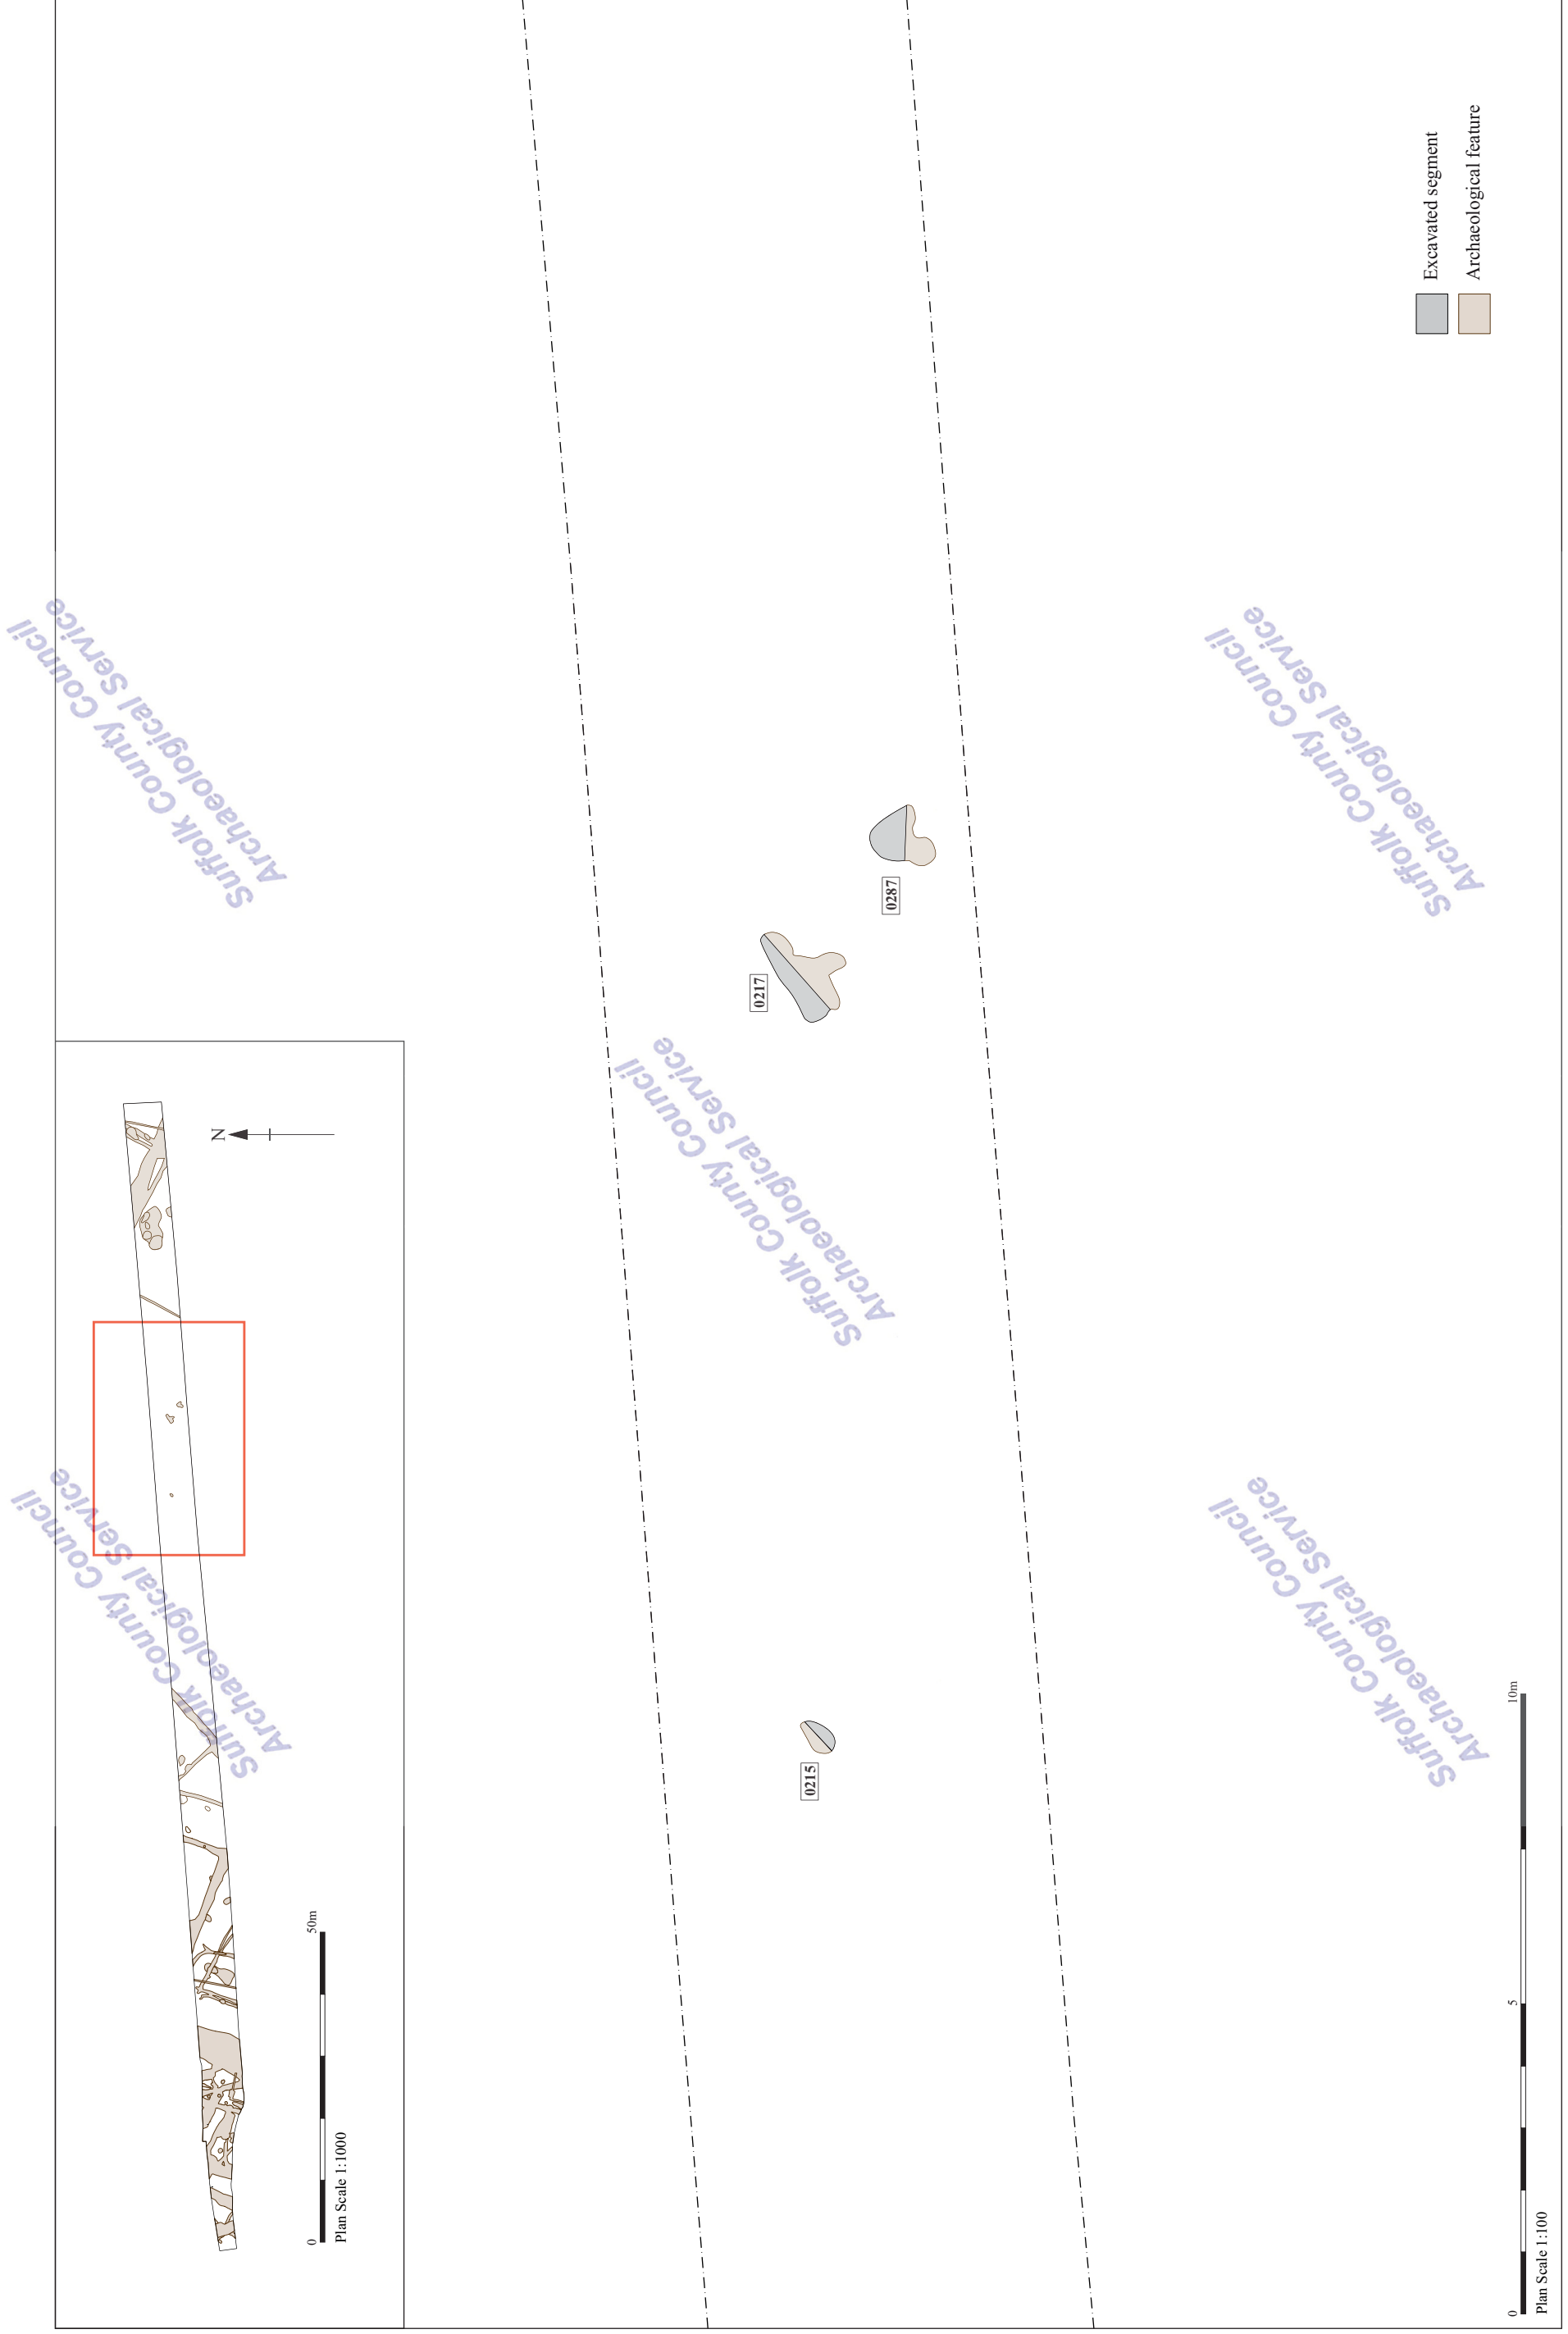 N
0
50m
Plan Scale 1:1000
0215
0217
0287
Excavated segment
Archaeological feature
0
5
10m
Plan Scale 1:100
Suffolk County Council
Archaeological Service
Suffolk County Council
Archaeological Service
Suffolk County Council
Archaeological Service
Suffolk County Council
Archaeological Service
Suffolk County Council
Archaeological Service